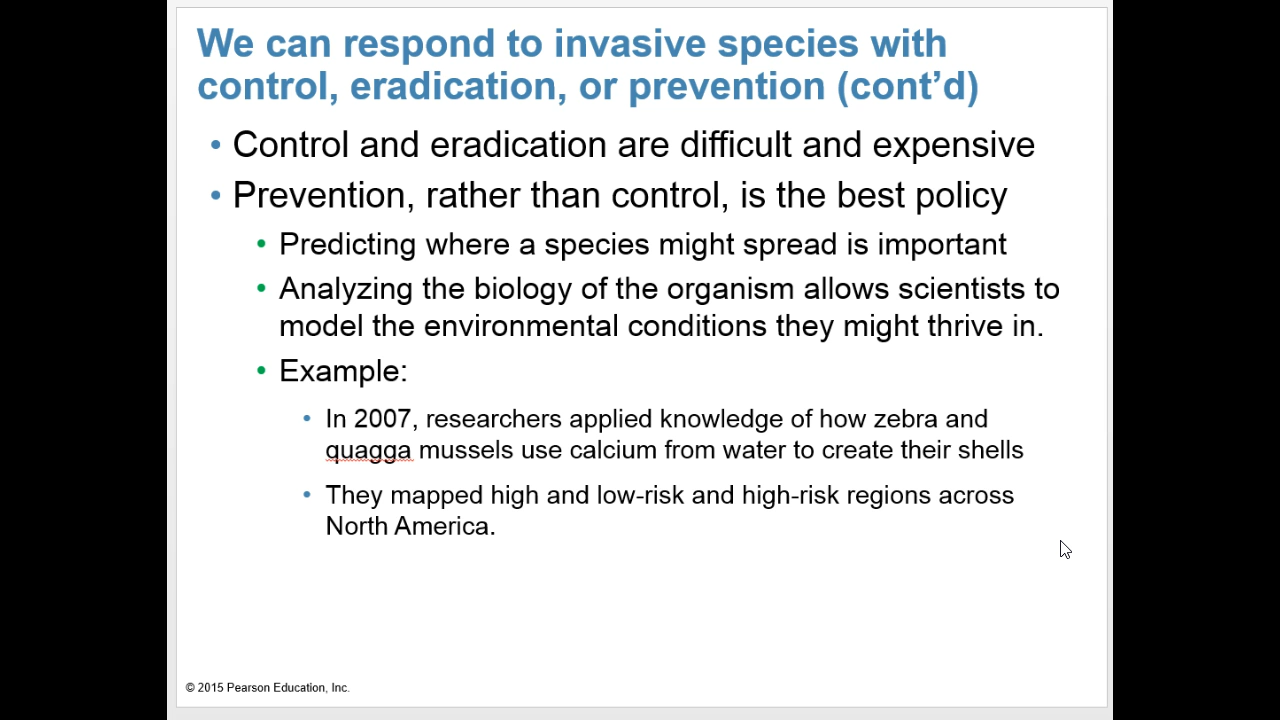 We can respond to invasive species with
control, eradication, or prevention (cont’d)
• Control and eradication are difficult and expensive
• Prevention, rather than control, is the best policy
• Predicting where a species might spread is important
• Analyzing the biology of the organism allows scientists to
model the environmental conditions they might thrive in.
• Example:
• In 2007, researchers applied knowledge of how zebra and
quagga mussels use calcium from water to create their shells
• They mapped high and low-risk and high-risk regions across
North America.
© 2015 Pearson Education, Inc.